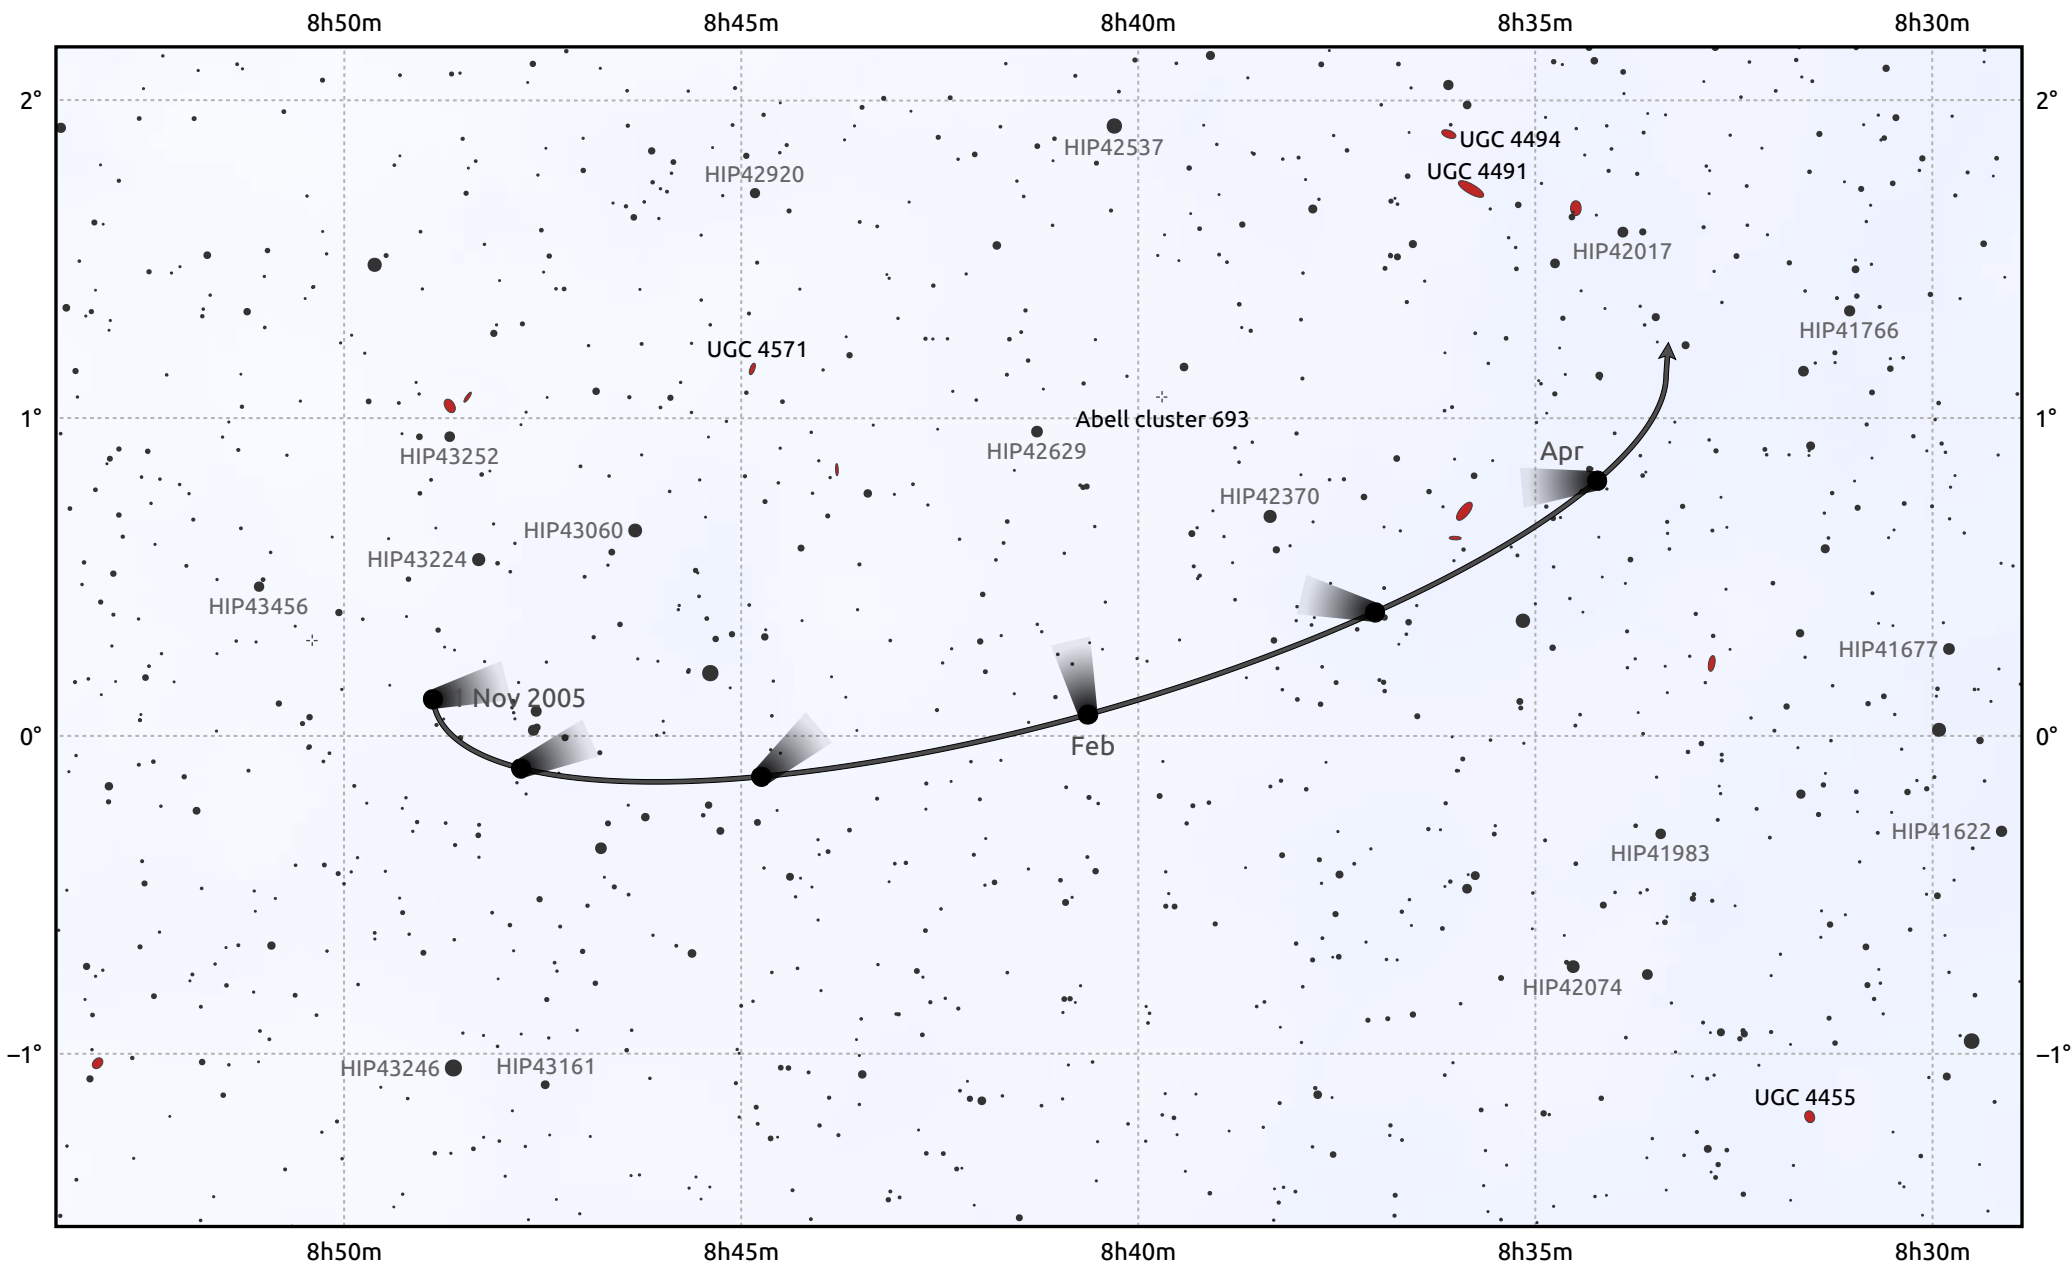 8h50m 8h45m 8h40m 8h35m 8h30m
2° 2°
UGC 4494
HIP42537
UGC 4491
HIP42920
HIP42017
HIP41766
UGC 4571
1° Abell cluster 693 1°
HIP42629
Apr
HIP43252
HIP42370
HIP43060
HIP43224
HIP43456
HIP41677
1 Nov 2005
0° 0°
Feb
HIP41622
HIP41983
HIP42074
−1° −1°
HIP43246 HIP43161
UGC 4455
8h50m 8h45m 8h40m 8h35m 8h30m